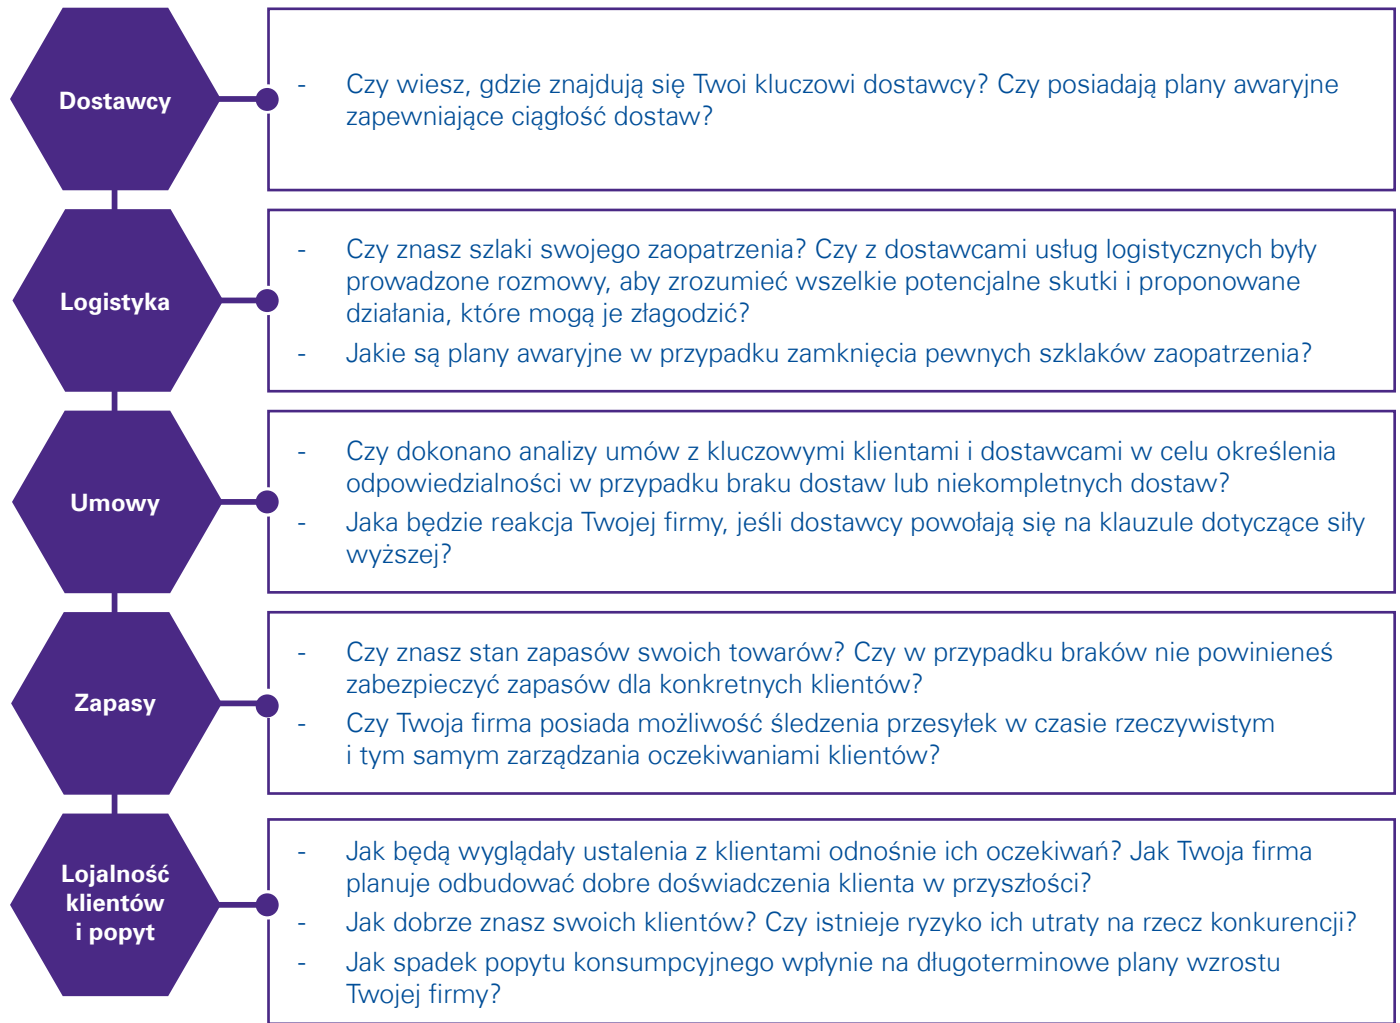 Dostawcy
- Czy wiesz, gdzie znajdują się Twoi kluczowi dostawcy? Czy posiadają plany awaryjne
zapewniające ciągłość dostaw?
Logistyka
- Czy znasz szlaki swojego zaopatrzenia? Czy z dostawcami usług logistycznych były
prowadzone rozmowy, aby zrozumieć wszelkie potencjalne skutki i proponowane
działania, które mogą je złagodzić?
- Jakie są plany awaryjne w przypadku zamknięcia pewnych szklaków zaopatrzenia?
Umowy
- Czy dokonano analizy umów z kluczowymi klientami i dostawcami w celu określenia
odpowiedzialności w przypadku braku dostaw lub niekompletnych dostaw?
- Jaka będzie reakcja Twojej firmy, jeśli dostawcy powołają się na klauzule dotyczące siły
wyższej?
Zapasy
- Czy znasz stan zapasów swoich towarów? Czy w przypadku braków nie powinieneś
zabezpieczyć zapasów dla konkretnych klientów?
- Czy Twoja firma posiada możliwość śledzenia przesyłek w czasie rzeczywistym
i tym samym zarządzania oczekiwaniami klientów?
Lojalność
klientów
i popyt
- Jak będą wyglądały ustalenia z klientami odnośnie ich oczekiwań? Jak Twoja firma
planuje odbudować dobre doświadczenia klienta w przyszłości?
- Jak dobrze znasz swoich klientów? Czy istnieje ryzyko ich utraty na rzecz konkurencji?
- Jak spadek popytu konsumpcyjnego wpłynie na długoterminowe plany wzrostu
Twojej firmy?